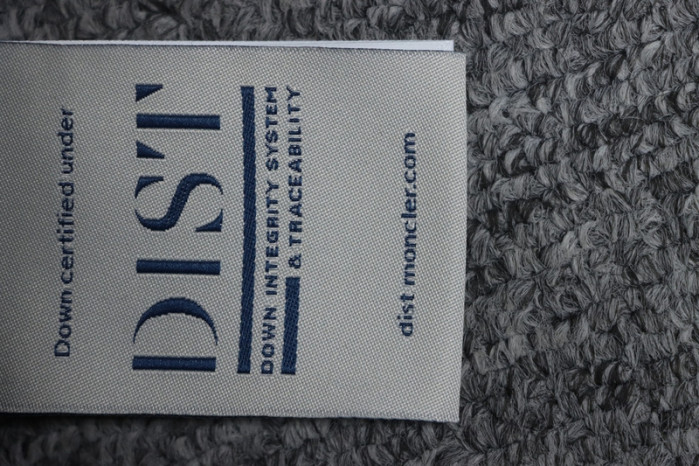 Down certified under
DIST
DOWN INTEGRITY SYSTEM
& TRACEABILITY
dist moncler.com